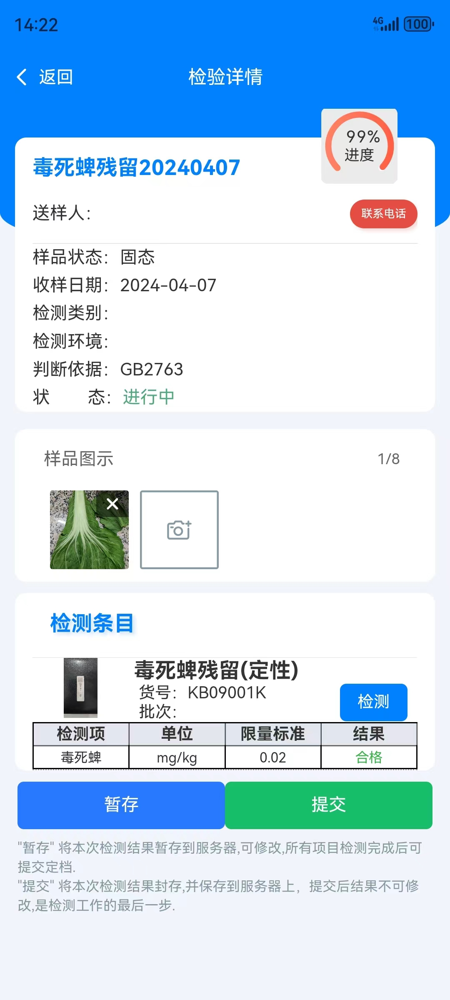 14:22
4G 100
返回
检验详情
99%
进度
毒死蜱残留20240407
送样人:
联系电话
样品状态: 固态
收样日期: 2024-04-07
检测类别:
检测环境:
判断依据: GB2763
状 态: 进行中
样品图示
1/8
检测条目
毒死蜱残留(定性)
货号: KB09001K
批次:
检测
检测项 单位 限量标准 结果
毒死蜱 mg/kg 0.02 合格
暂存 提交
"暂存" 将本次检测结果暂存到服务器,可修改,所有项目检测完成后可
提交定档.
"提交" 将本次检测结果封存,并保存到服务器上，提交后结果不可修
改,是检测工作的最后一步.